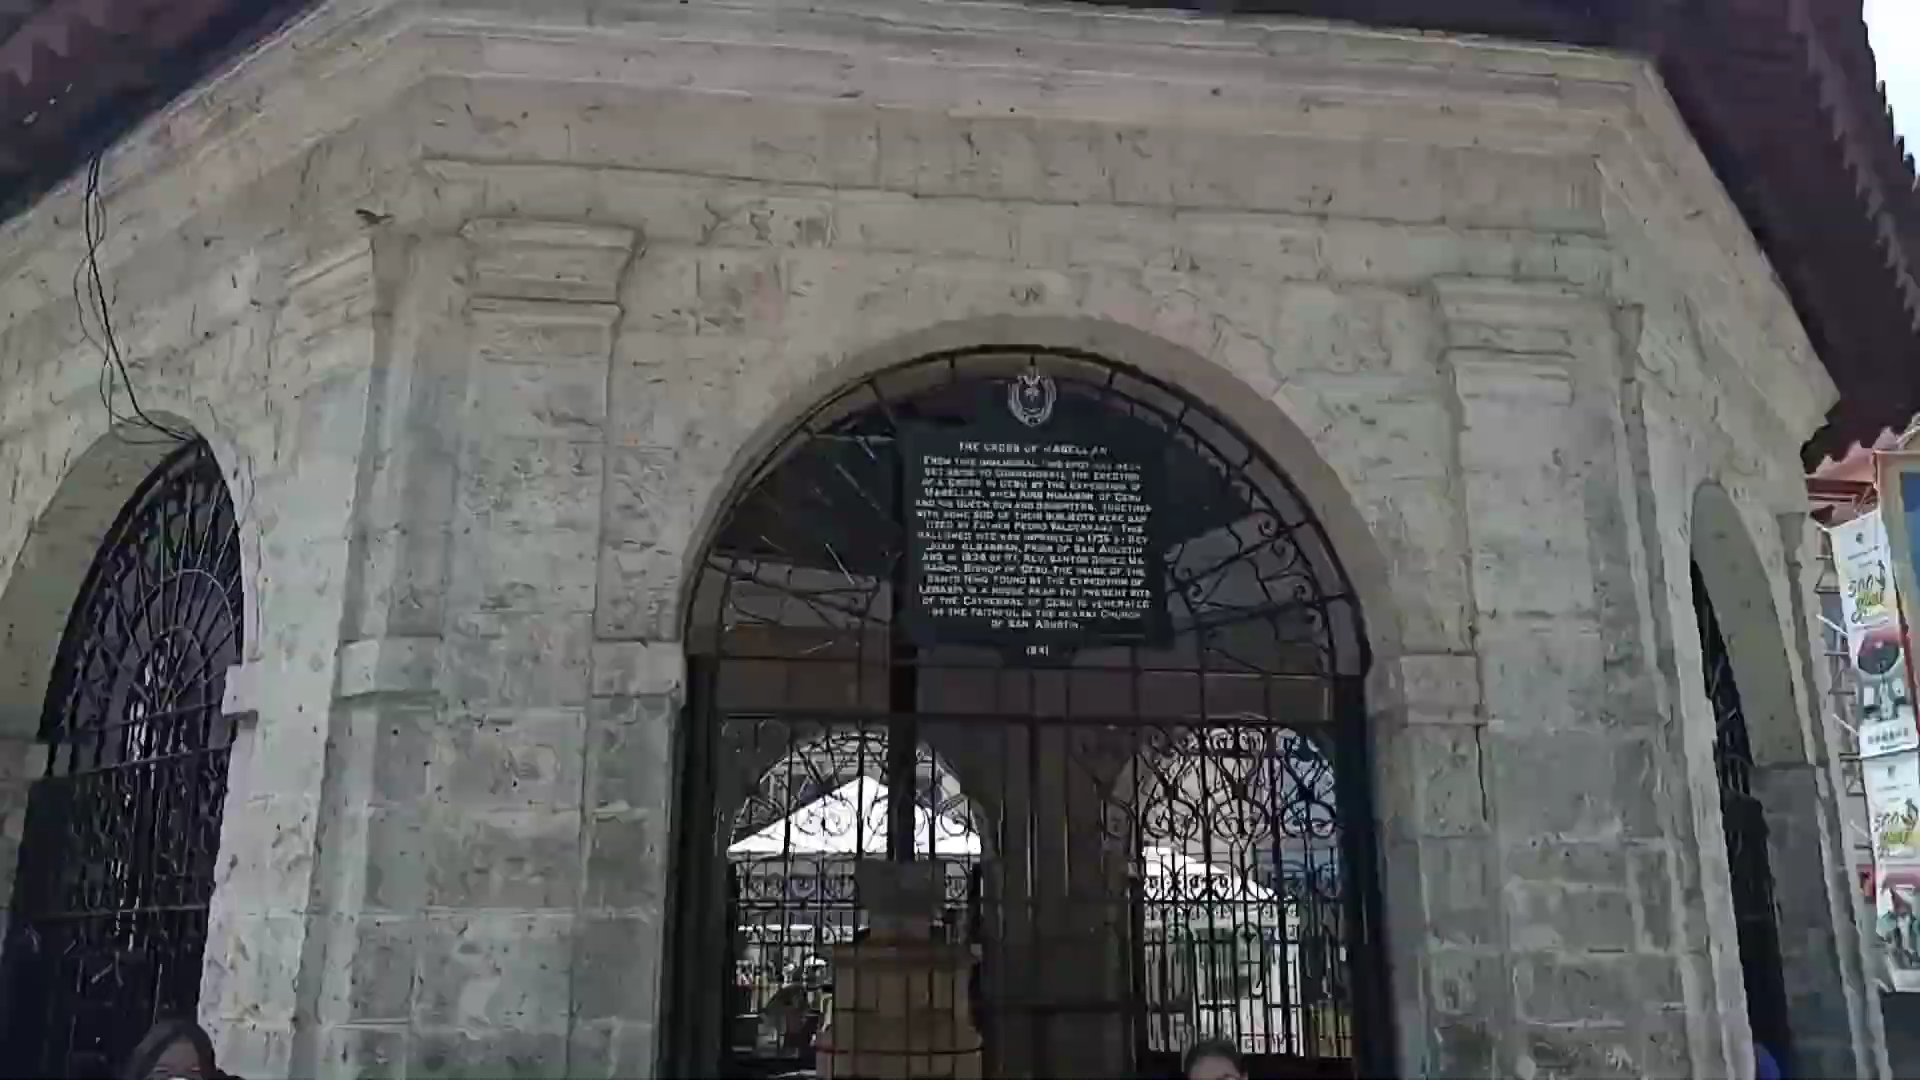 THE CROSS OF MAGELLAN
FROM TIME IMMEMORIAL THIS SPOT HAS BEEN
SET ASIDE TO COMMEMORATE THE ERECTION
OF A CROSS IN CEBU BY THE EXPEDITION OF
MAGELLAN, WHEN KING HUMABON OF CEBU
AND HIS QUEEN SON AND DAUGHTERS, TOGETHER
WITH SOME 800 OF THEIR SUBJECTS WERE BAP
TIZED BY FATHER PEDRO VALDERRAMA. THIS
HALLOWED SITE WAS IMPROVED IN 1735 BY REV.
JUAN ALBARRAN, PRIOR OF SAN AGUSTIN
AND IN 1834 BY RT. REV. SANTOS GOMEZ MA
RAÑON, BISHOP OF CEBU. THE IMAGE OF THE
SANTO NIÑO FOUND BY THE EXPEDITION OF
LEGASPI IN A HOUSE NEAR THE PRESENT SITE
OF THE CATHEDRAL OF CEBU IS VENERATED
BY THE FAITHFUL IN THE NEARBY CHURCH
OF SAN AGUSTIN.
1941
500
500